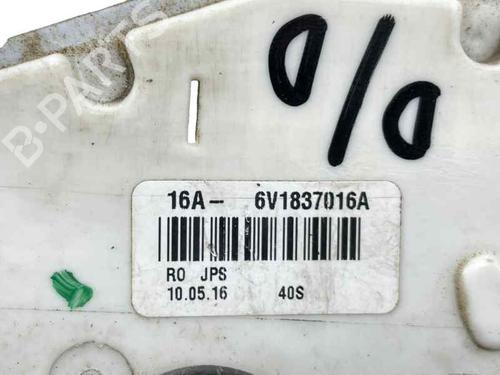 D/D
B-PARTS
16A- 6V1837016A
RO JPS
10.05.16 40S